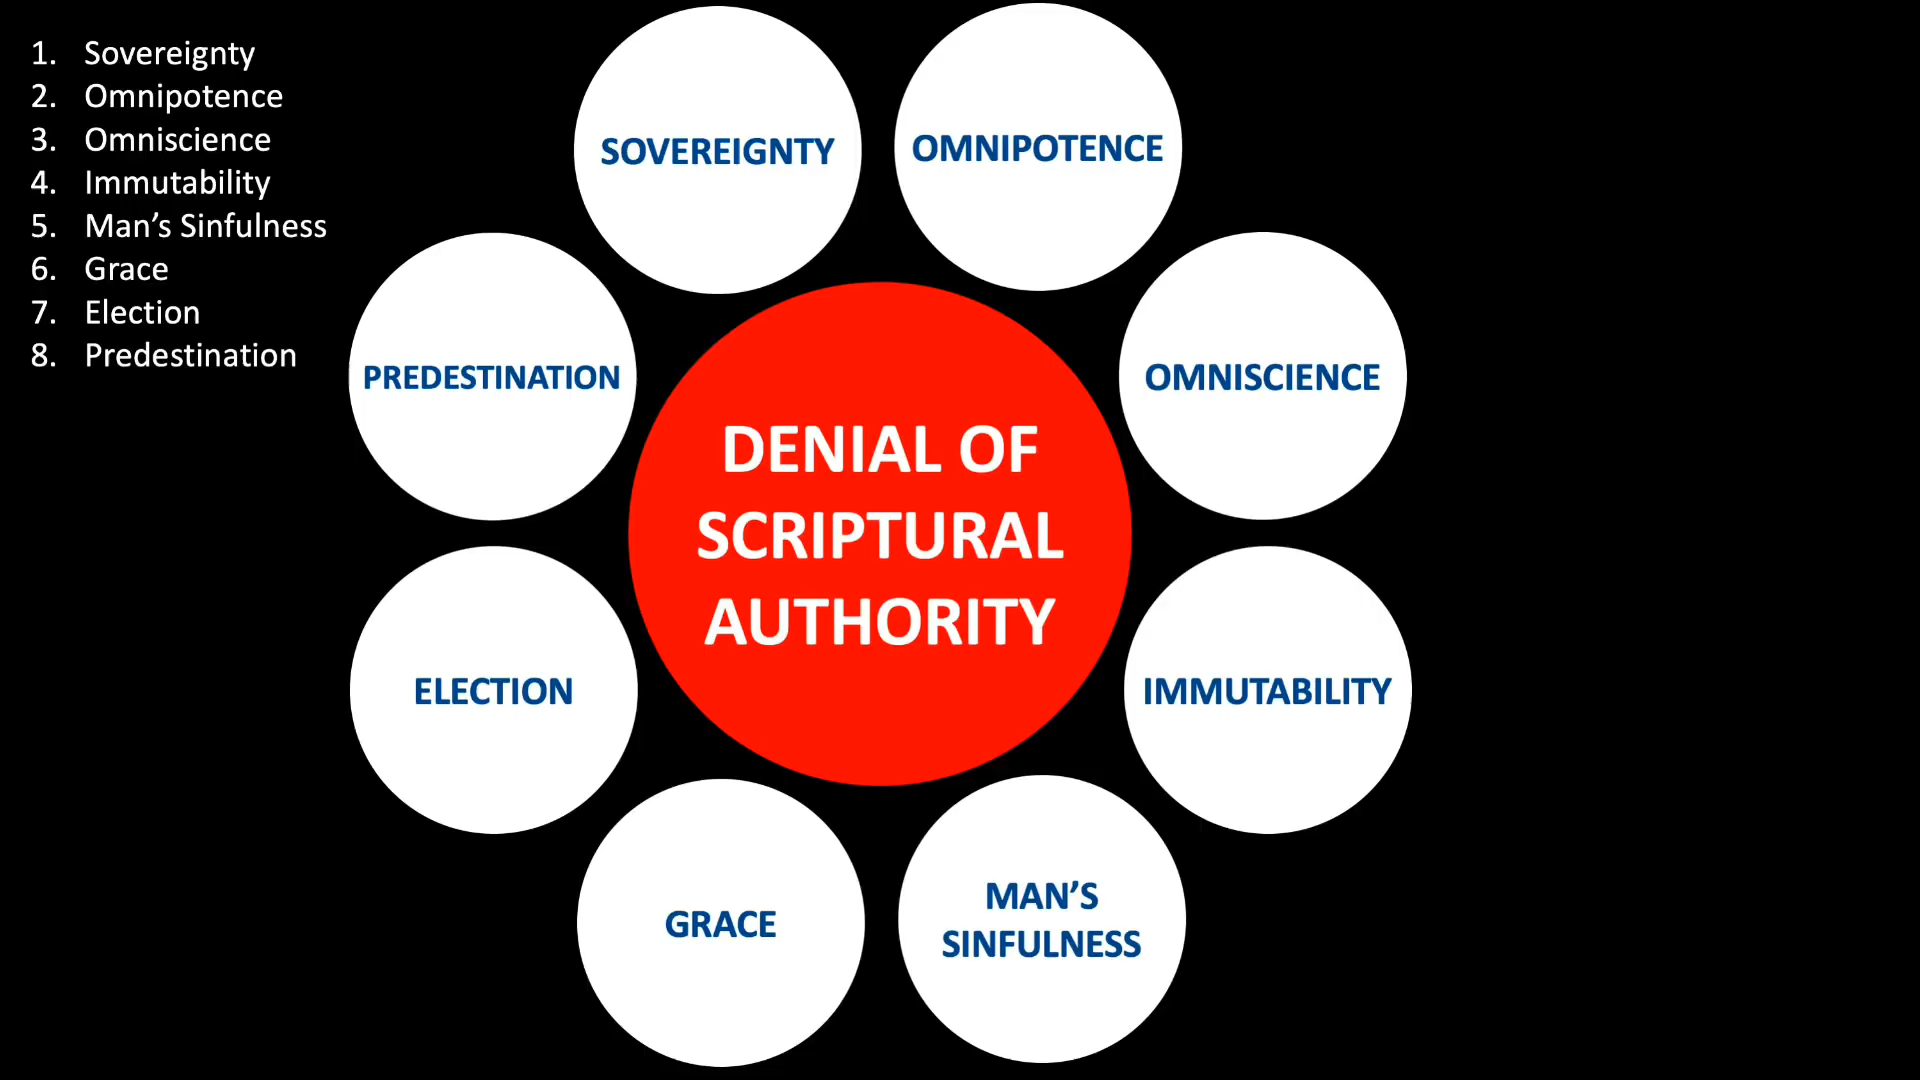 1. Sovereignty
2. Omnipotence
3. Omniscience
4. Immutability
5. Man’s Sinfulness
6. Grace
7. Election
8. Predestination
SOVEREIGNTY
OMNIPOTENCE
PREDESTINATION
OMNISCIENCE
DENIAL OF
SCRIPTURAL
AUTHORITY
ELECTION
IMMUTABILITY
GRACE
MAN’S
SINFULNESS